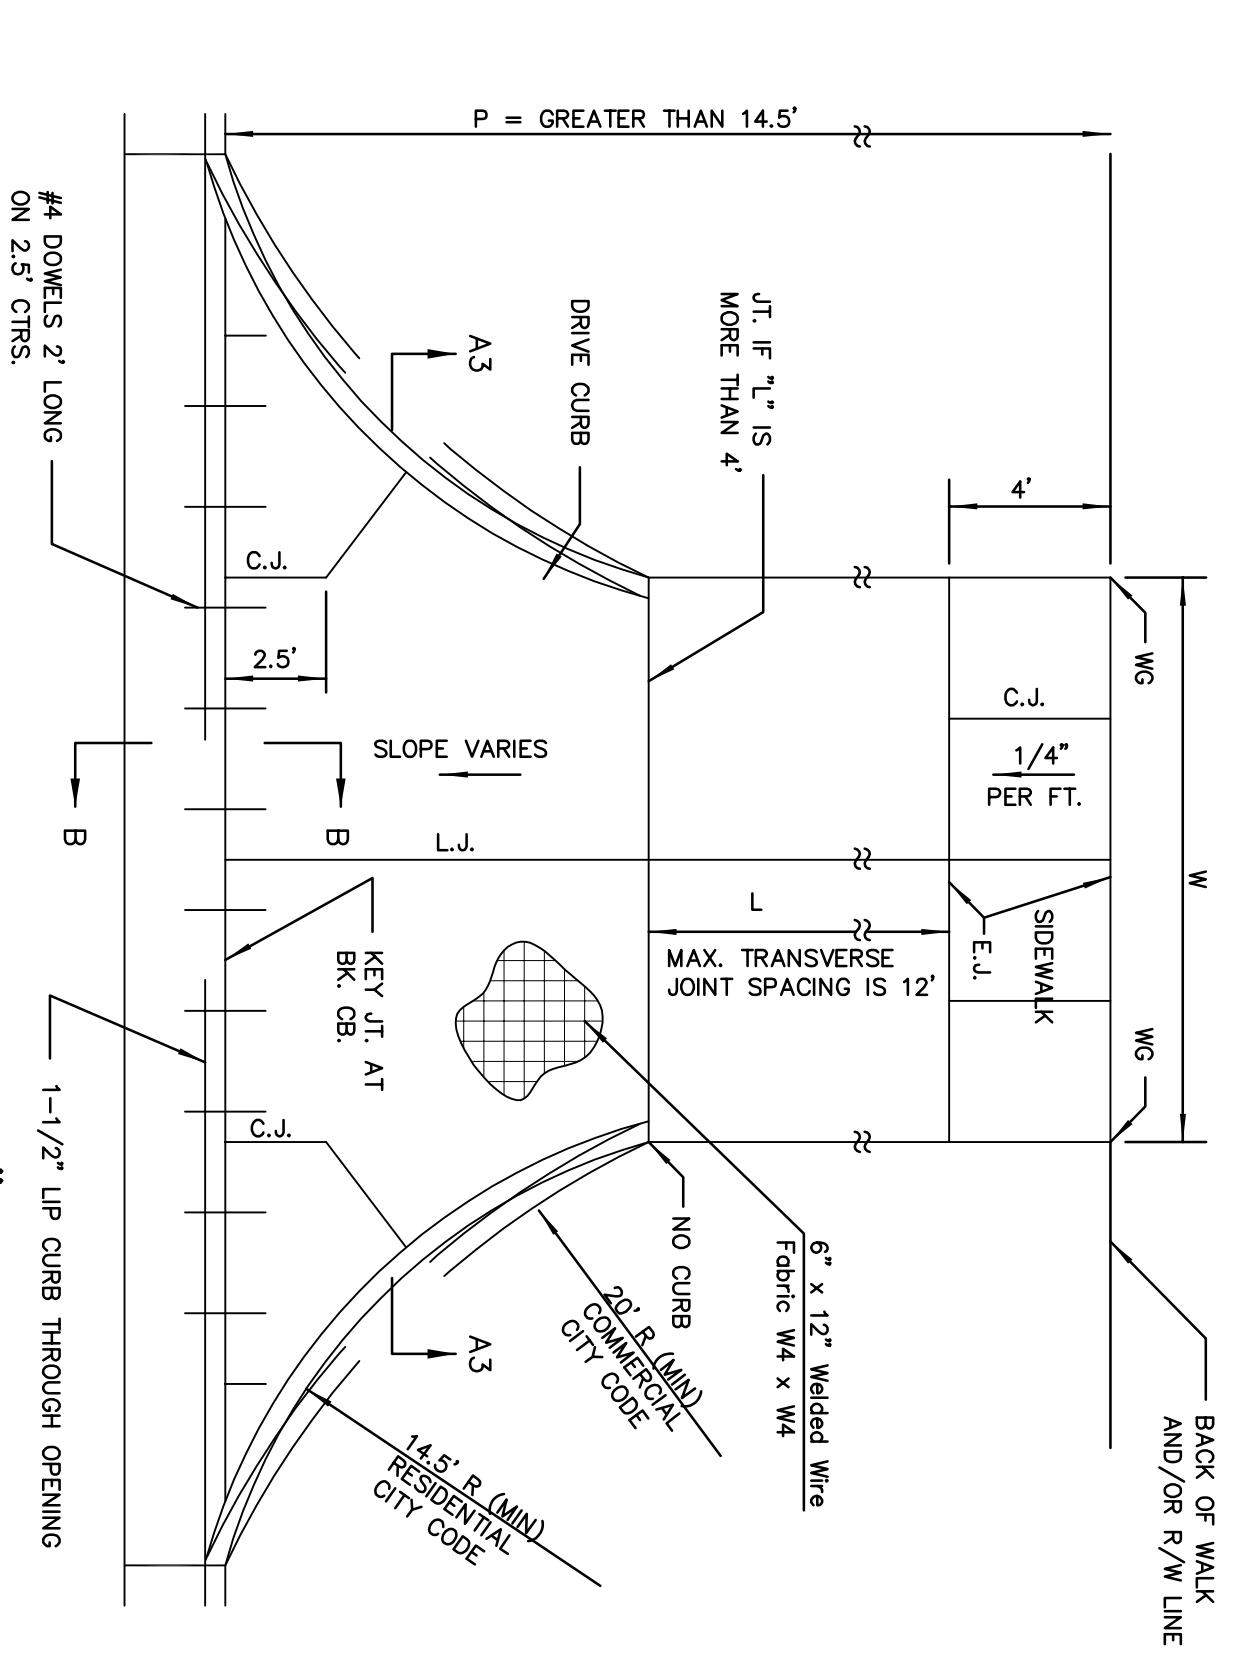 P = GREATER THAN 14.5'
#4 DOWELS 2' LONG
ON 2.5' CTRS.
A3
DRIVE CURB
JT. IF "L" IS
MORE THAN 4'
4'
WG
C.J.
2.5'
C.J.
1/4"
PER FT.
SLOPE VARIES
B
B
L.J.
W
L
MAX. TRANSVERSE
JOINT SPACING IS 12'
E.J.
SIDEWALK
WG
KEY JT. AT
BK. CB.
C.J.
1-1/2" LIP CURB THROUGH OPENING
NO CURB
6" x 12" Welded Wire
Fabric W4 x W4
20' R (MIN)
COMMERCIAL
CITY CODE
A3
14.5' R (MIN)
RESIDENTIAL
CITY CODE
BACK OF WALK
AND/OR R/W LINE